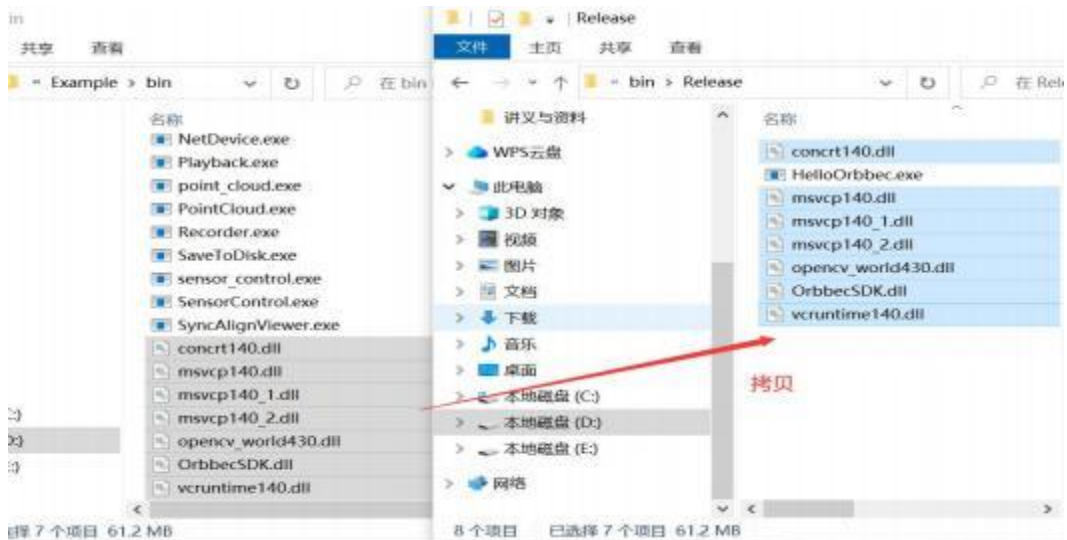 in
共享 查看
« Example > bin
在 bin
名称
NetDevice.exe
Playback.exe
point_cloud.exe
PointCloud.exe
Recorder.exe
SaveToDisk.exe
sensor_control.exe
SensorControl.exe
SyncAlignViewer.exe
concrt140.dll
msvcp140.dll
msvcp140_1.dll
msvcp140_2.dll
opencv_world430.dll
OrbbecSDK.dll
vcruntime140.dll
择 7 个项目 61.2 MB
Release
文件 主页 共享 查看
« bin > Release
在 Rele
讲义与资料
WPS云盘
此电脑
3D 对象
视频
图片
文档
下载
音乐
桌面
本地磁盘 (C:)
本地磁盘 (D:)
本地磁盘 (E:)
网络
名称
concrt140.dll
HelloOrbbec.exe
msvcp140.dll
msvcp140_1.dll
msvcp140_2.dll
opencv_world430.dll
OrbbecSDK.dll
vcruntime140.dll
拷贝
8 个项目 已选择 7 个项目 61.2 MB